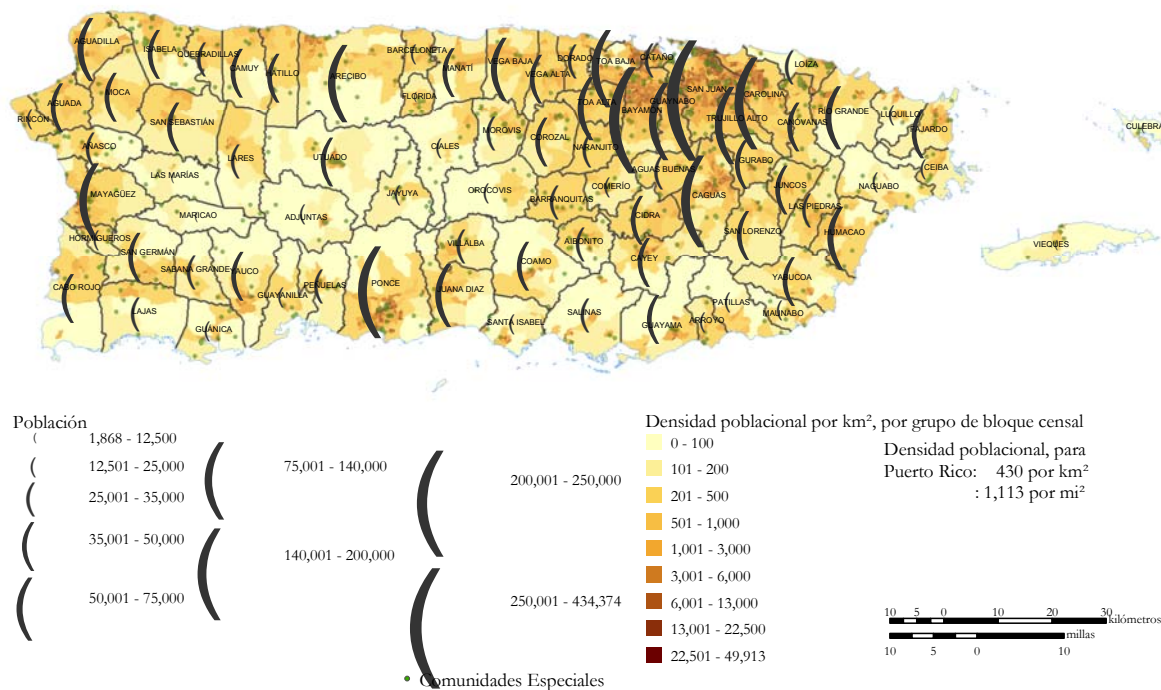 AGUADILLA
ISABELA
QUEBRADILLAS
CAMUY
HATILLO
ARECIBO
BARCELONETA
MANATÍ
VEGA BAJA
VEGA ALTA
DORADO
TOA BAJA
CATAÑO
SAN JUAN
LOÍZA
CAROLINA
MOCA
AGUADA
RINCÓN
SAN SEBASTIÁN
FLORIDA
TOA ALTA
BAYAMÓN
GUAYNABO
TRUJILLO ALTO
CANÓVANAS
RÍO GRANDE
LUQUILLO
FAJARDO
CULEBRA
AÑASCO
LARES
UTUADO
CIALES
MOROVIS
COROZAL
NARANJITO
AGUAS BUENAS
GURABO
CEIBA
MAYAGÜEZ
LAS MARÍAS
MARICAO
ADJUNTAS
JAYUYA
OROCOVIS
BARRANQUITAS
COMERÍO
CAGUAS
JUNCOS
LAS PIEDRAS
NAGUABO
HORMIGUEROS
SAN GERMÁN
SABANA GRANDE
YAUCO
VILLALBA
COAMO
AIBONITO
CIDRA
CAYEY
SAN LORENZO
HUMACAO
VIEQUES
CABO ROJO
LAJAS
GUÁNICA
GUAYANILLA
PEÑUELAS
PONCE
JUANA DIAZ
SANTA ISABEL
SALINAS
GUAYAMA
ARROYO
PATILLAS
YABUCOA
MAUNABO
Población
1,868 - 12,500
12,501 - 25,000
25,001 - 35,000
35,001 - 50,000
50,001 - 75,000
75,001 - 140,000
140,001 - 200,000
200,001 - 250,000
250,001 - 434,374
Comunidades Especiales
Densidad poblacional por km², por grupo de bloque censal
0 - 100
101 - 200
201 - 500
501 - 1,000
1,001 - 3,000
3,001 - 6,000
6,001 - 13,000
13,001 - 22,500
22,501 - 49,913
Densidad poblacional, para
Puerto Rico: 430 por km²
: 1,113 por mi²
10 5 0 10 20 30
kilómetros
millas
10 5 0 10